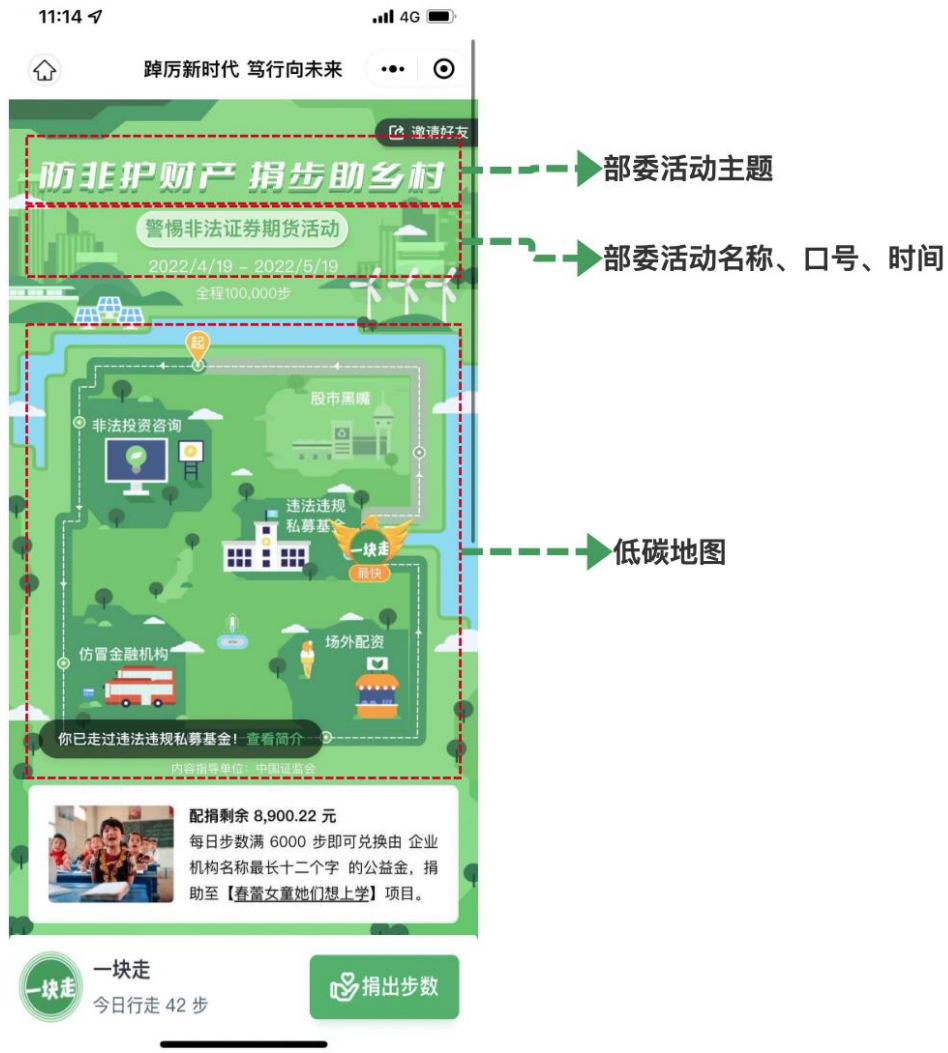 11:14
4G
踔厉新时代 笃行向未来
邀请好友
防非护财产 捐步助乡村
部委活动主题
警惕非法证券期货活动
部委活动名称、口号、时间
2022/4/19 - 2022/5/19
全程100,000步
起
股市黑嘴
非法投资咨询
违法违规
私募基金
一块走
最快
低碳地图
场外配资
仿冒金融机构
你已走过违法违规私募基金! 查看简介
内容指导单位: 中国证监会
配捐剩余 8,900.22 元
每日步数满 6000 步即可兑换由 企业
机构名称最长十二个字 的公益金，捐
助至【春蕾女童她们想上学】项目。
一块走
一块走
今日行走 42 步
捐出步数